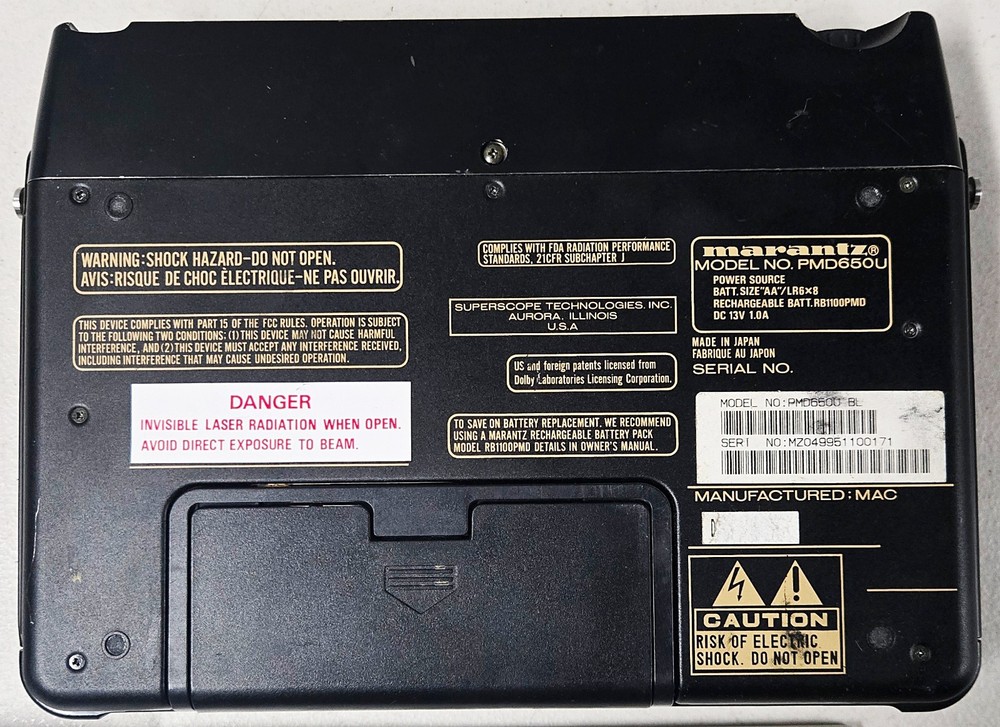 WARNING:SHOCK HAZARD-DO NOT OPEN.
AVIS:RISQUE DE CHOC ÈLECTRIQUE-NE PAS OUVRIR.
THIS DEVICE COMPLIES WITH PART 15 OF THE FCC RULES. OPERATION IS SUBJECT
TO THE FOLLOWING TWO CONDITIONS: (1) THIS DEVICE MAY NOT CAUSE HARMFUL
INTERFERENCE, AND (2) THIS DEVICE MUST ACCEPT ANY INTERFERENCE RECEIVED,
INCLUDING INTERFERENCE THAT MAY CAUSE UNDESIRED OPERATION.
DANGER
INVISIBLE LASER RADIATION WHEN OPEN.
AVOID DIRECT EXPOSURE TO BEAM.
COMPLIES WITH FDA RADIATION PERFORMANCE
STANDARDS, 21CFR SUBCHAPTER J
SUPERSCOPE TECHNOLOGIES, INC.
AURORA, ILLINOIS
U.S.A
US and foreign patents licensed from
Dolby Laboratories Licensing Corporation.
TO SAVE ON BATTERY REPLACEMENT. WE RECOMMEND
USING A MARANTZ RECHARGEABLE BATTERY PACK
MODEL RB1100PMD DETAILS IN OWNER'S MANUAL.
marantz®
MODEL NO. PMD650U
POWER SOURCE
BATT. SIZE"AA"/LR6×8
RECHARGEABLE BATT. RB1100PMD
DC 13V 1.0A
MADE IN JAPAN
FABRIQUE AU JAPON
SERIAL NO.
MODEL NO:PMD650U BL
SERI NO:MZ049951100171
MANUFACTURED:MAC
D
CAUTION
RISK OF ELECTRIC
SHOCK. DO NOT OPEN